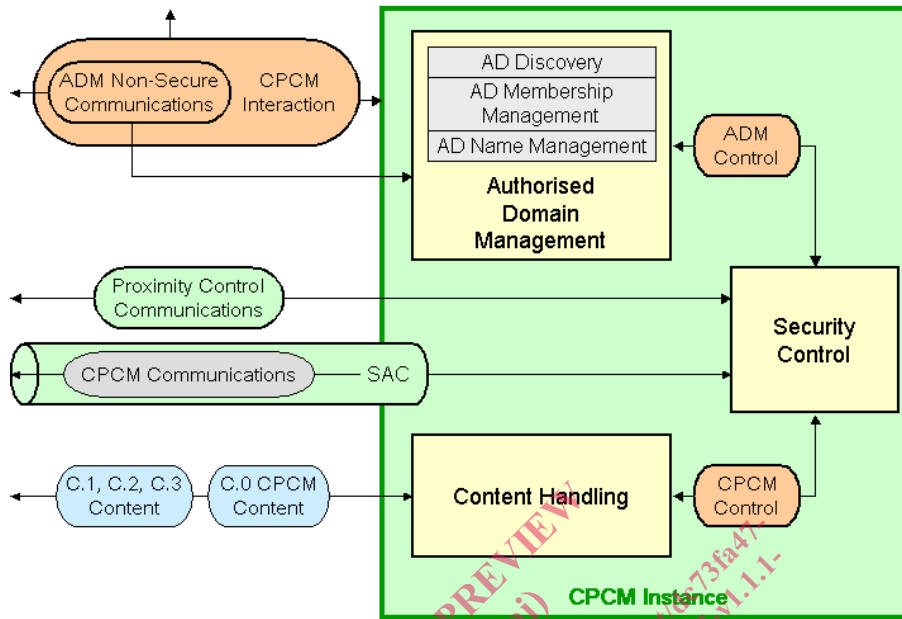 ADM Non-Secure
Communications
CPCM
Interaction
AD Discovery
AD Membership
Management
AD Name Management
Authorised
Domain
Management
ADM
Control
Proximity Control
Communications
Security
Control
CPCM Communications
SAC
C.1, C.2, C.3
Content
C.0 CPCM
Content
Content Handling
CPCM
Control
CPCM Instance
PREVIEW